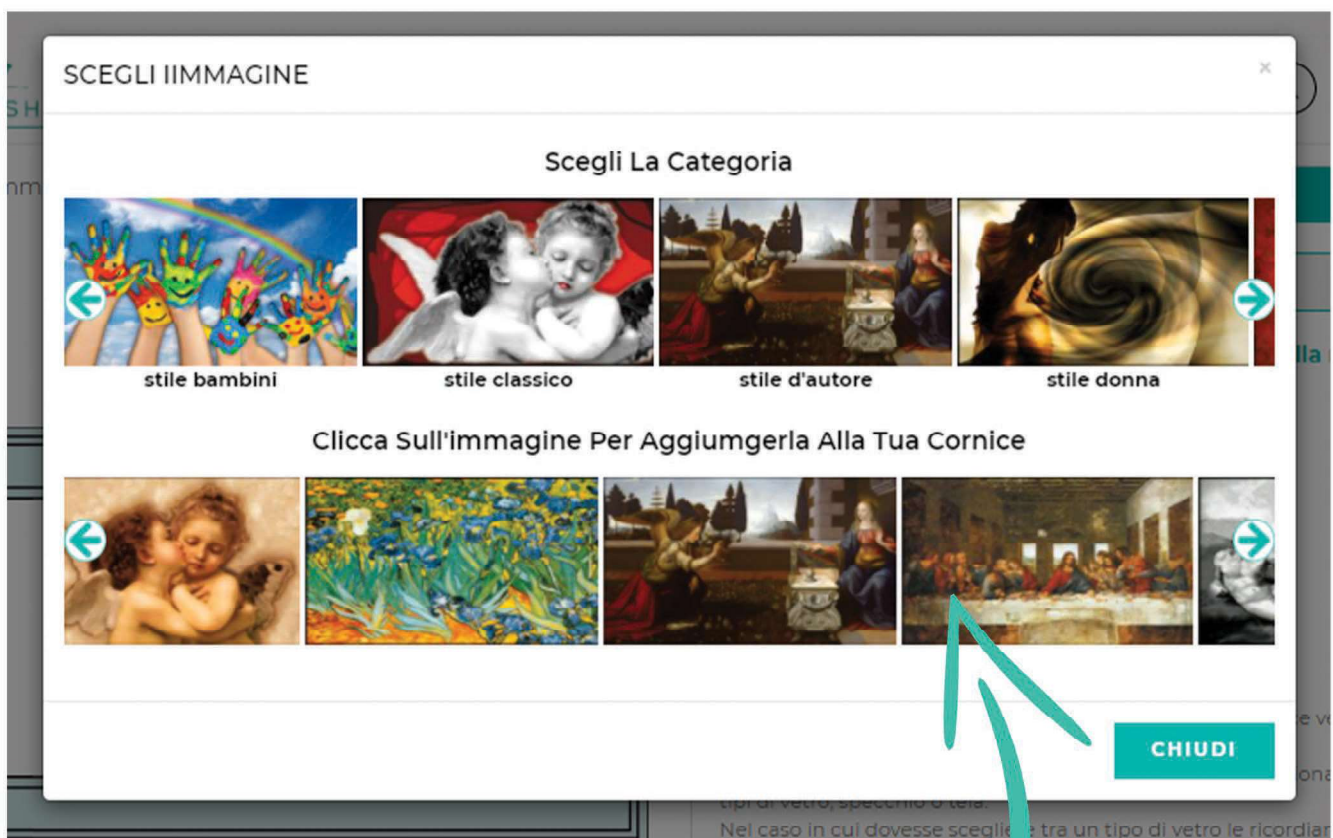 SCEGLI IIMMAGINE
×
SH
Scegli La Categoria
stile bambini
stile classico
stile d'autore
stile donna
Clicca Sull'immagine Per Aggiumgerla Alla Tua Cornice
CHIUDI
tipi di vetro, specchio o tela.
Nel caso in cui dovesse scegliere tra un tipo di vetro le